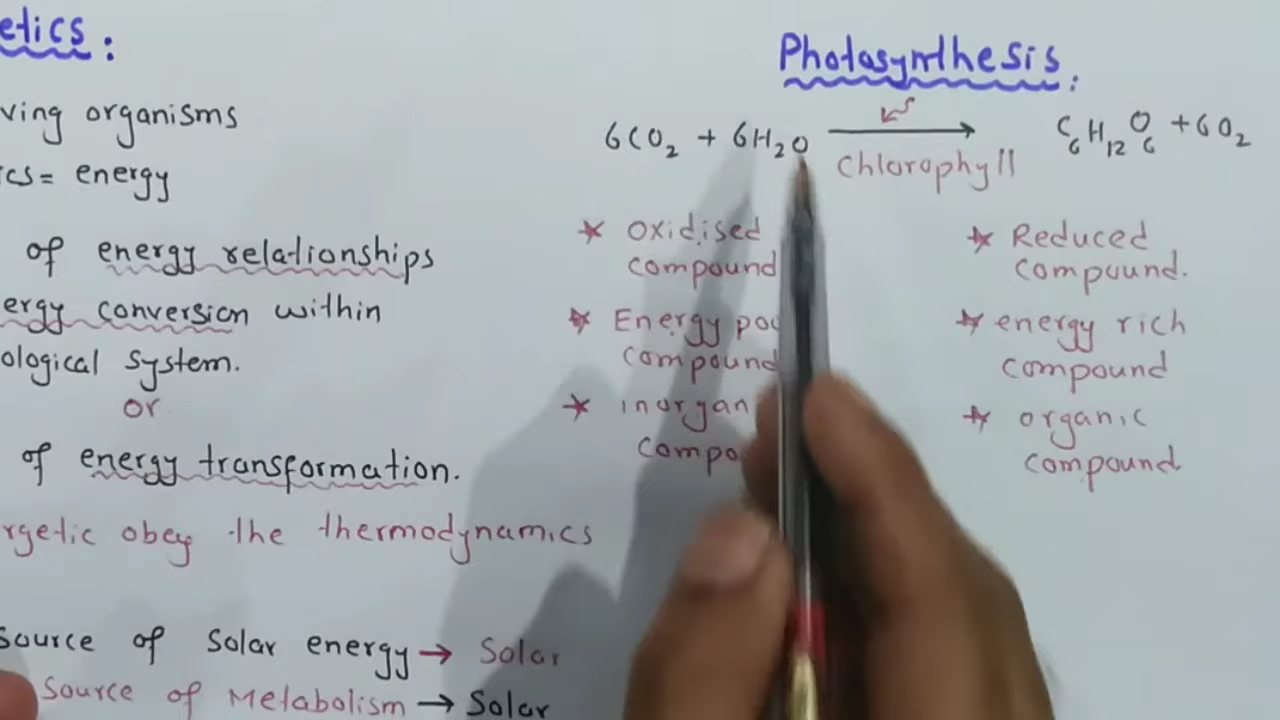 etics:
ving organisms
ics= energy
of energy relationships
ergy conversion within
ological system.
or
of energy transformation.
rgetic obey the thermodynamics
Source of Solar energy → Solar
Source of Metabolism → Solar
Photosynthesis:
6CO2 + 6H2O → C6H12O6 + 6O2
Chlorophyll
* Oxidised compound
* Reduced compound.
* Energy compound
* energy rich compound
* inorgan compo
* organic compound